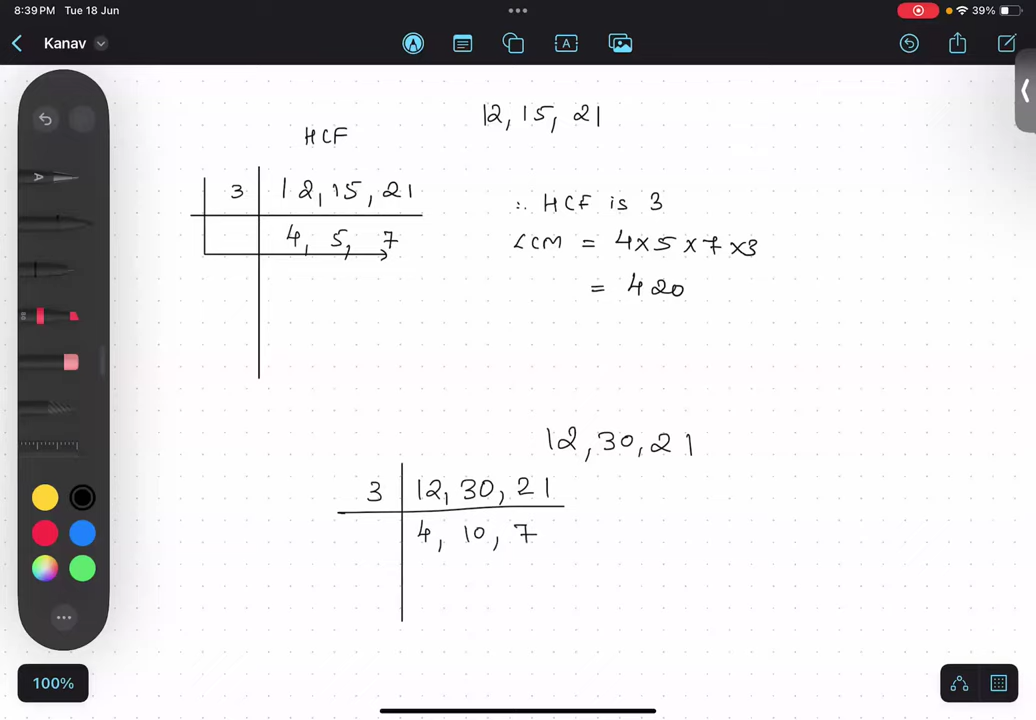 8:39 PM Tue 18 Jun
39%
Kanav
12, 15, 21
HCF
3 12, 15, 21
4, 5, 7
∴ HCF is 3
LCM = 4 × 5 × 7 × 3
= 420
12, 30, 21
3 12, 30, 21
4, 10, 7
100%